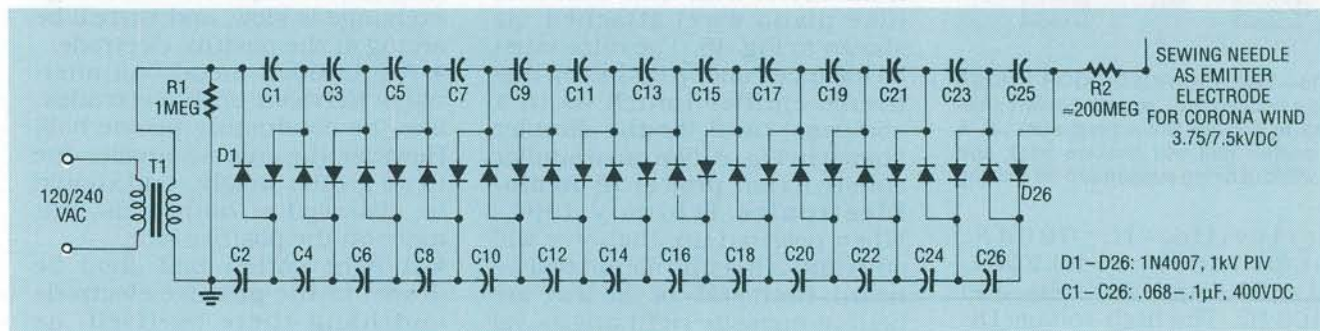 C1 C3 C5 C7 C9 C11 C13 C15 C17 C19 C21 C23 C25
R1
1MEG
R2
≈200MEG
SEWING NEEDLE
AS EMITTER
ELECTRODE
FOR CORONA WIND
3.75/7.5kVDC
D1
D26
120/240
VAC
T1
C2 C4 C6 C8 C10 C12 C14 C16 C18 C20 C22 C24 C26
D1–D26: 1N4007, 1kV PIV
C1–C26: .068–.1µF, 400VDC